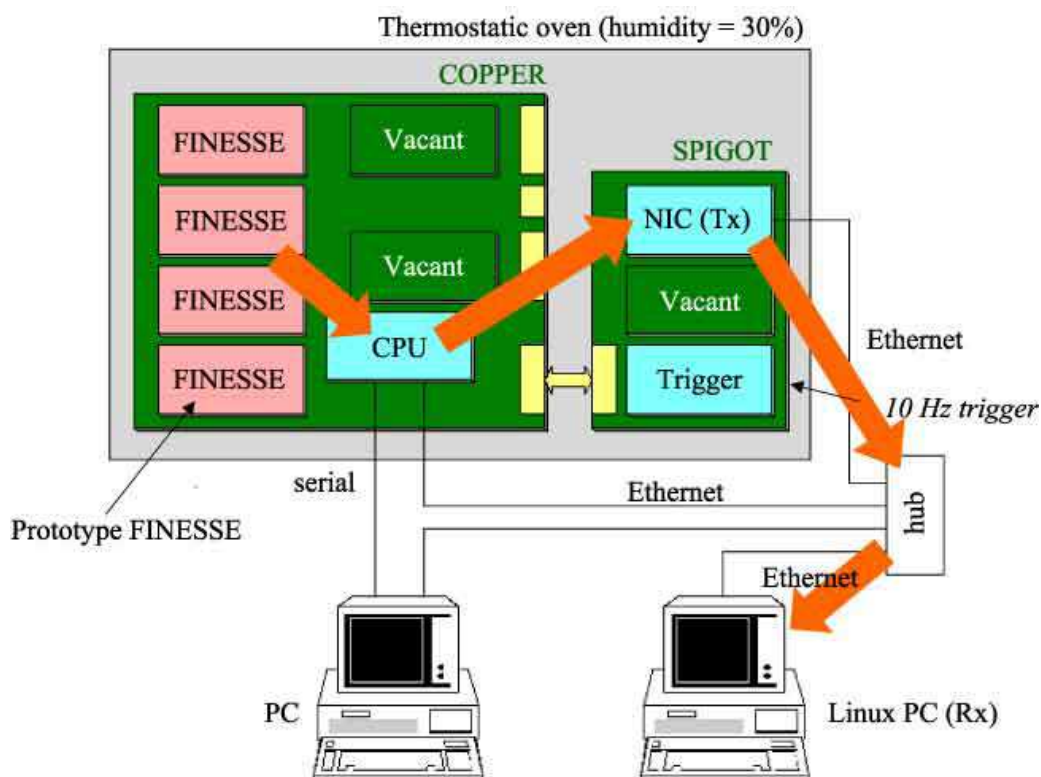 Thermostatic oven (humidity = 30%)
COPPER
FINESSE
Vacant
SPIGOT
FINESSE
NIC (Tx)
Vacant
FINESSE
Vacant
CPU
Ethernet
FINESSE
Trigger
10 Hz trigger
serial
Ethernet
hub
Prototype FINESSE
Ethernet
PC
Linux PC (Rx)